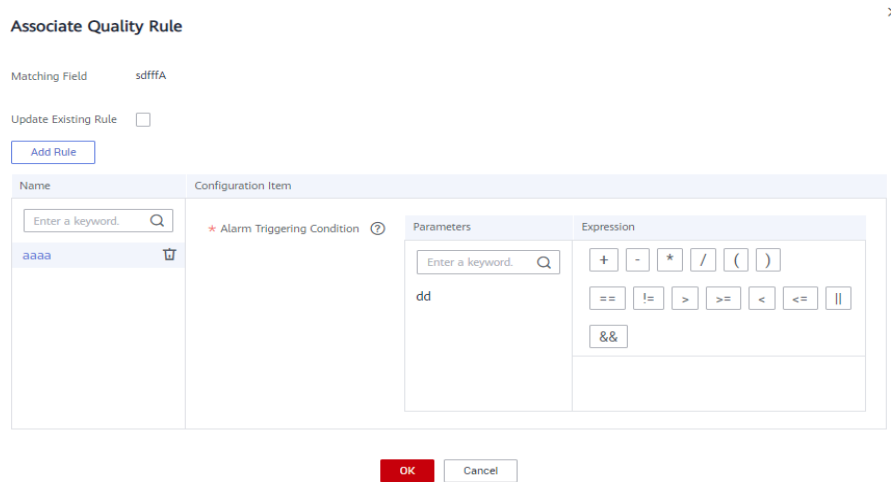 Associate Quality Rule
Matching Field sdfffA
Update Existing Rule
Add Rule
Name Configuration Item
Enter a keyword.
aaaa
* Alarm Triggering Condition ?
Parameters Expression
Enter a keyword.
dd
+ - * / ( )
== != > >= < <= ||
&&
OK Cancel